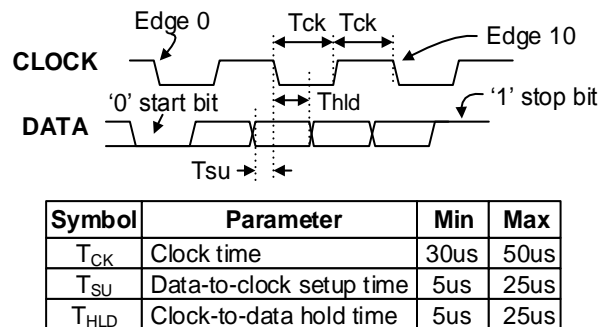 Edge 0
Tck Tck
Edge 10
CLOCK
Thld
‘0’ start bit
‘1’ stop bit
DATA
Tsu
Symbol Parameter Min Max
TCK Clock time 30us 50us
TSU Data-to-clock setup time 5us 25us
THLD Clock-to-data hold time 5us 25us